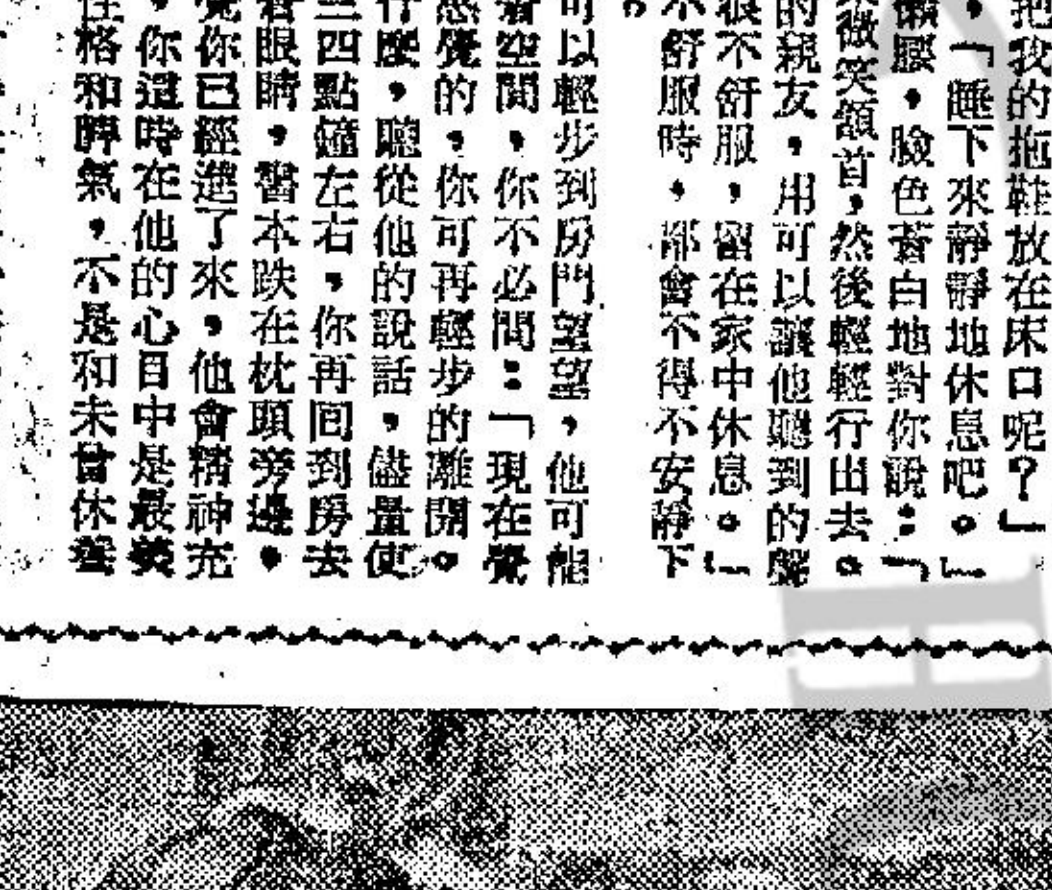 把我的拖鞋放在床口呢？」
，「睡下來靜靜地休息吧。」
懶腰，臉色蒼白地對你說：「
微笑頷首，然後輕輕行出去。
的親友，用可以讓他聽到的聲
很不舒服，留在家中休息。」
不舒服時，都會不得不安靜下
。
可以輕步到房門望望，他可能
着空間，你不必問：「現在覺
感覺的，你可再輕步的離開。
什麼，聽從他的說話，儘量使
三四點鐘左右，你再回到房去
着眼睛，書本跌在枕頭旁邊。
覺你已經進了來，他會精神充
，你這時在他的心目中是最美
性格和脾氣，不是和未曾休養